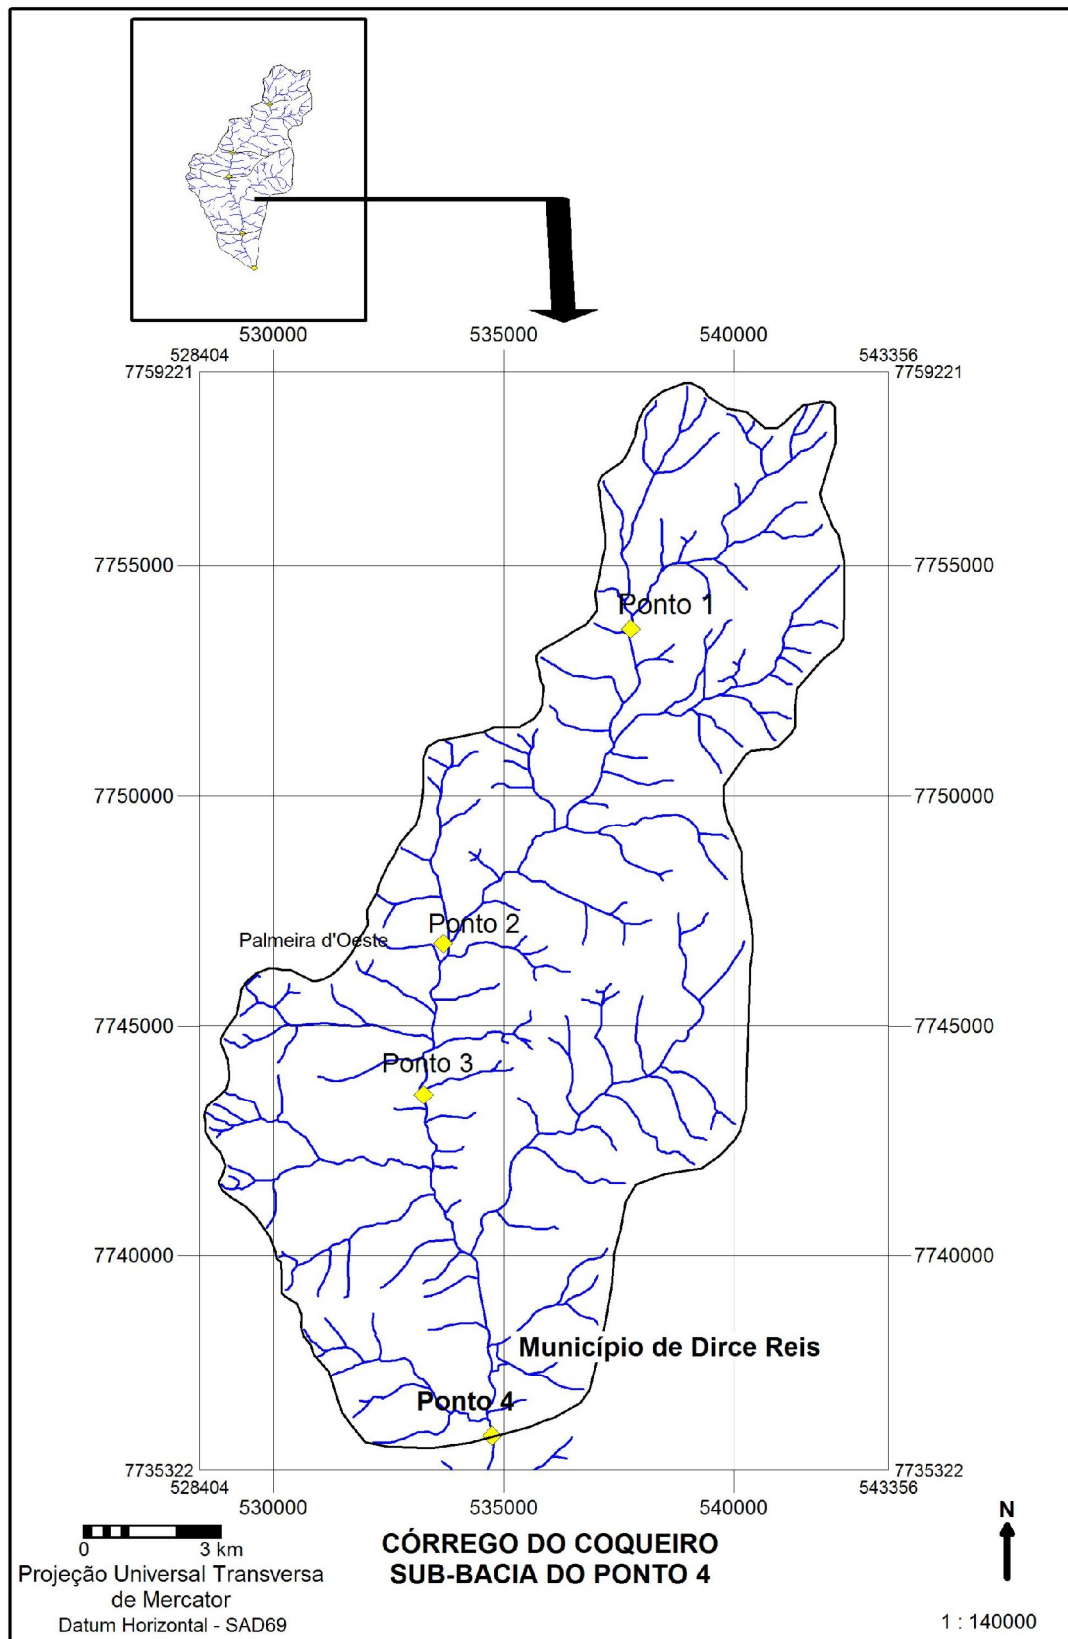 530000 535000 540000
528404 543356
7759221 7759221
7755000 7755000
Ponto 1
7750000 7750000
Ponto 2
Palmeira d'Oeste
7745000 7745000
Ponto 3
7740000 7740000
Município de Dirce Reis
Ponto 4
7735322 7735322
528404 543356
530000 535000 540000
N
CÓRREGO DO COQUEIRO
SUB-BACIA DO PONTO 4
0 3 km
Projeção Universal Transversa
de Mercator
Datum Horizontal - SAD69
1 : 140000